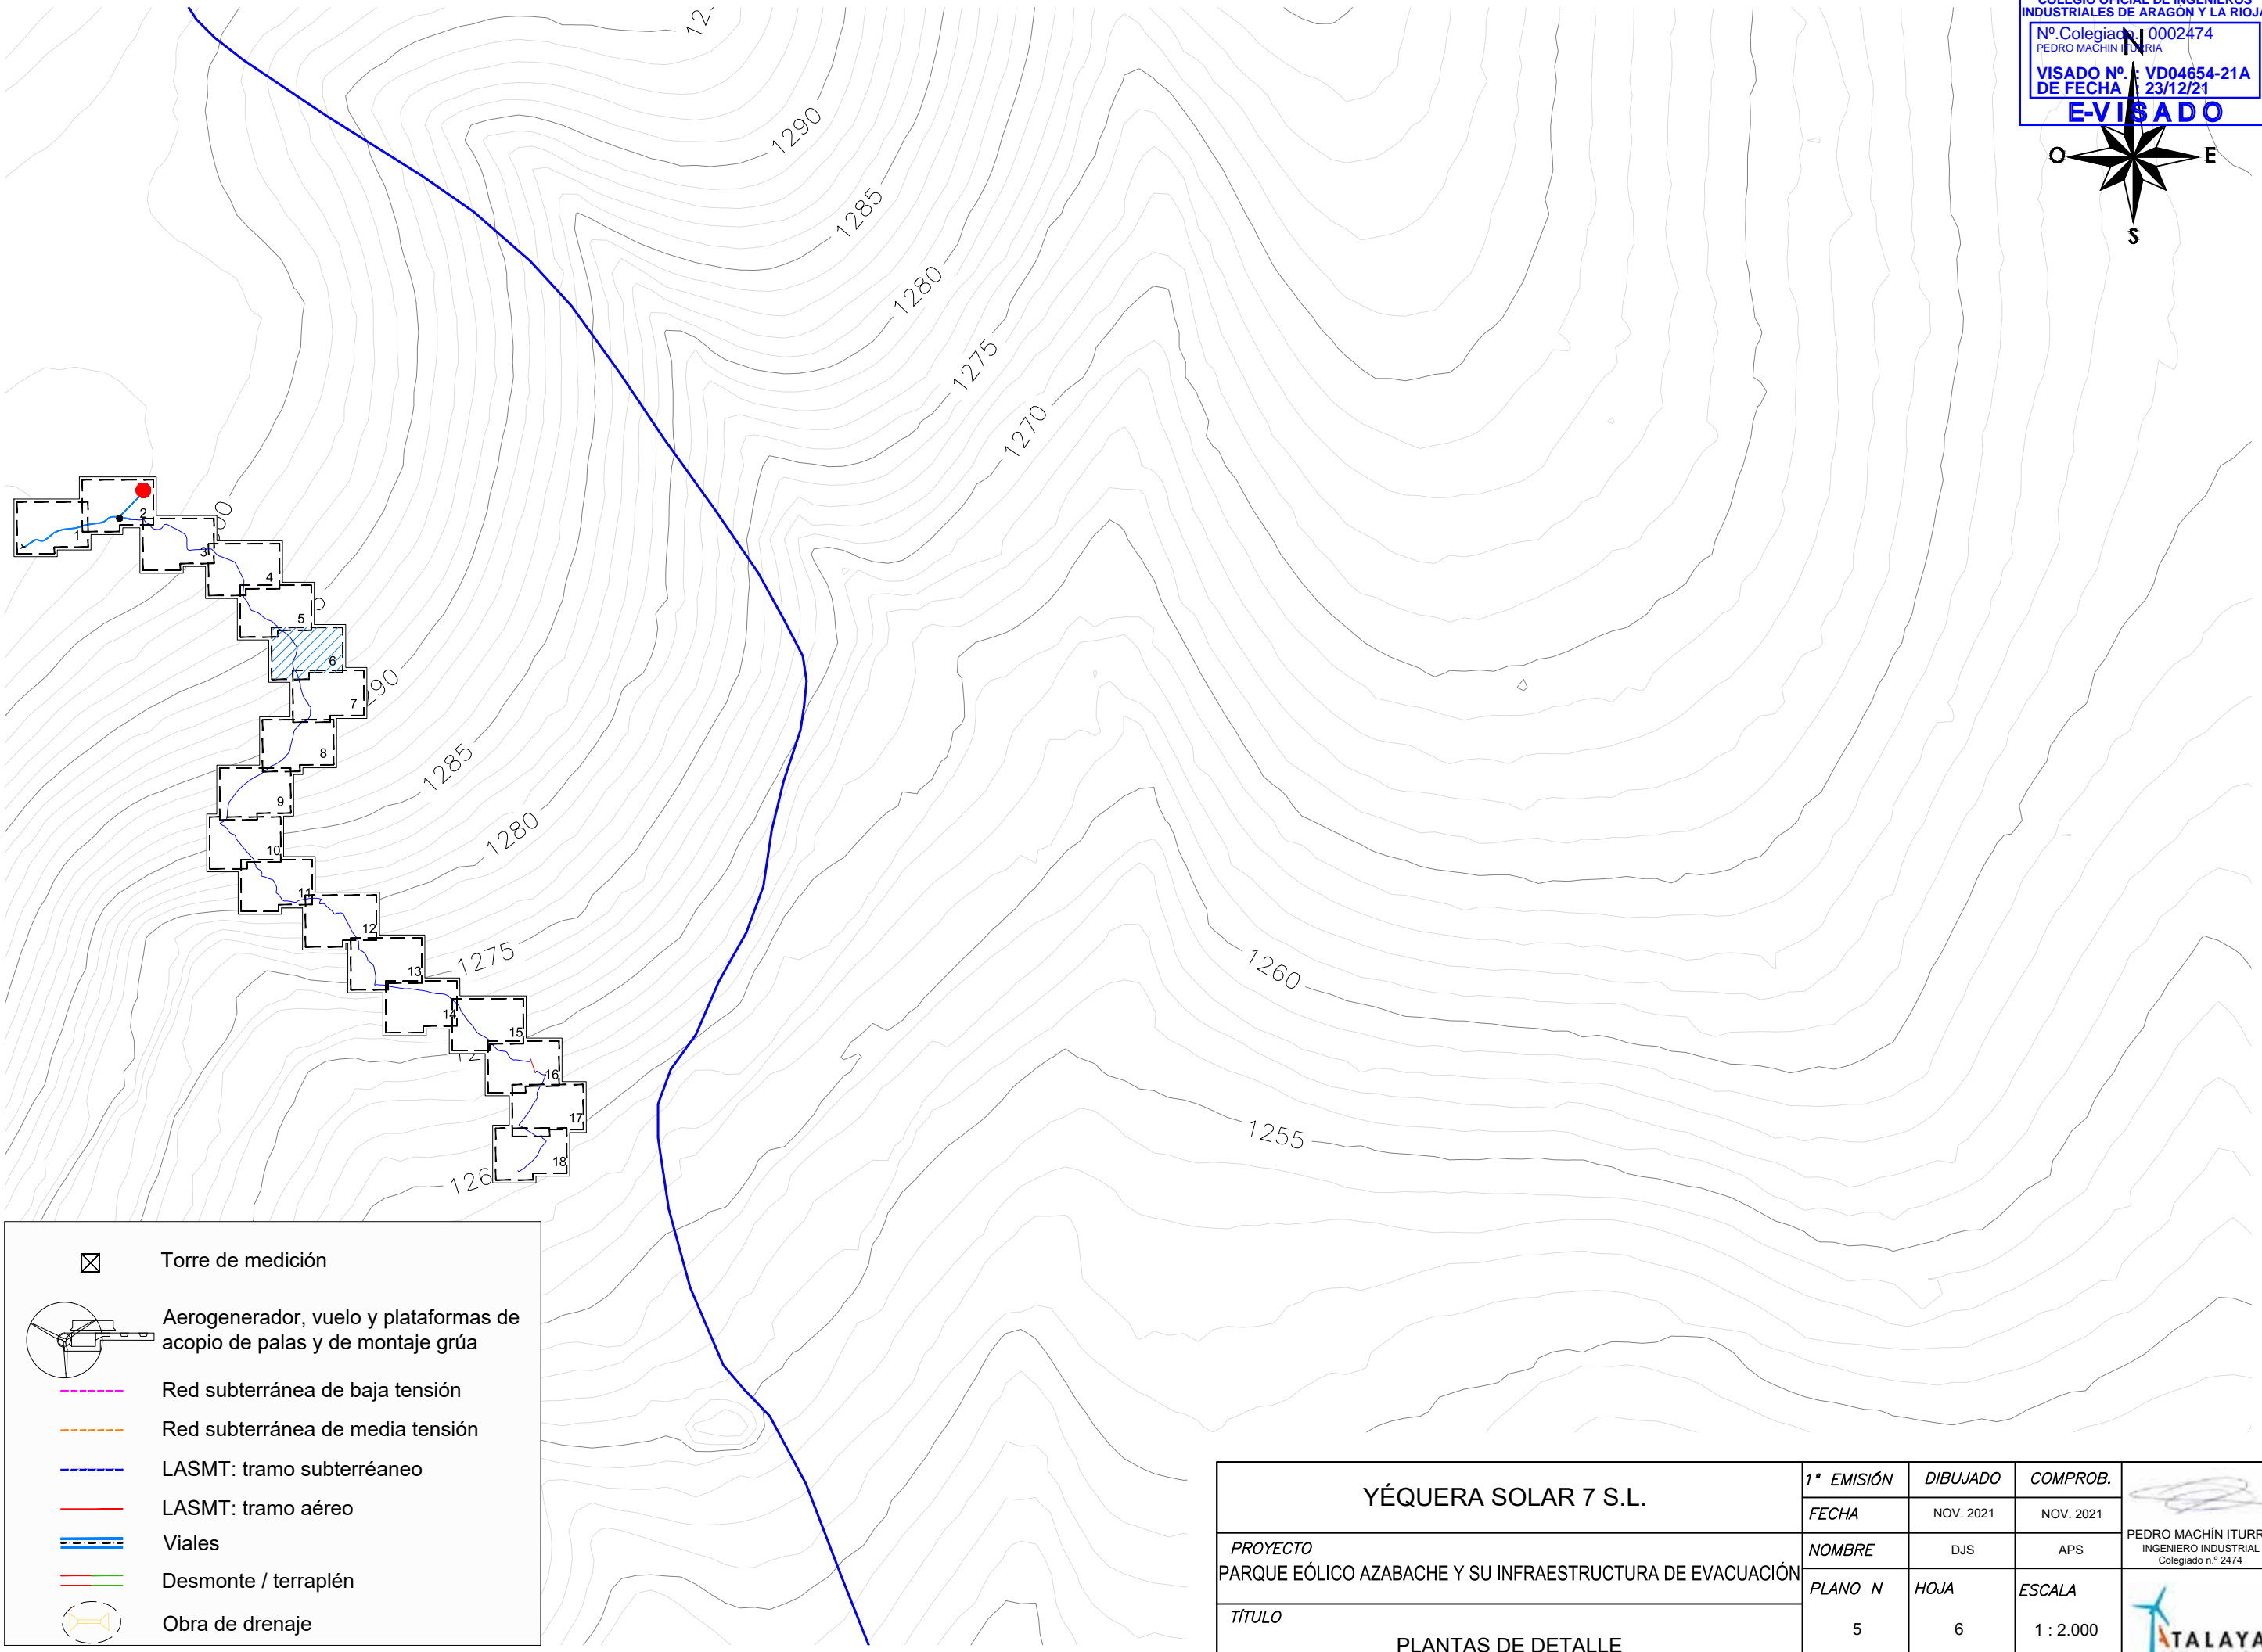 COLEGIO OFICIAL DE INGENIEROS
INDUSTRIALES DE ARAGÓN Y LA RIOJA
Nº.Colegiado.: 0002474
PEDRO MACHIN ITURRIA
VISADO Nº. : VD04654-21A
DE FECHA : 23/12/21
E-VISADO
N
O
E
S
1290
1285
1280
1275
1270
1
2
3
4
5
6
7
290
8
1285
9
1280
10
11
12
1275
13
14
15
16
17
18
126
1260
1255
Torre de medición
Aerogenerador, vuelo y plataformas de
acopio de palas y de montaje grúa
Red subterránea de baja tensión
Red subterránea de media tensión
LASMT: tramo subterréaneo
LASMT: tramo aéreo
Viales
Desmonte / terraplén
Obra de drenaje
YÉQUERA SOLAR 7 S.L.
PROYECTO
PARQUE EÓLICO AZABACHE Y SU INFRAESTRUCTURA DE EVACUACIÓN
TÍTULO
PLANTAS DE DETALLE
1ª EMISIÓN DIBUJADO COMPROB.
FECHA NOV. 2021 NOV. 2021
NOMBRE DJS APS
PLANO N HOJA ESCALA
5 6 1 : 2.000
PEDRO MACHÍN ITURR
INGENIERO INDUSTRIAL
Colegiado n.º 2474
ATALAYA